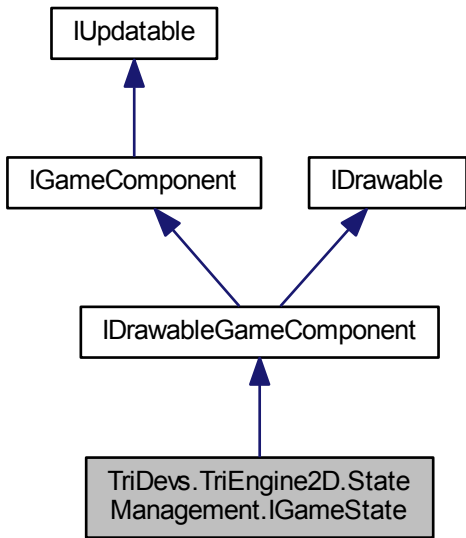 IUpdatable
IGameComponent
IDrawable
IDrawableGameComponent
TriDevs.TriEngine2D.State
Management.IGameState